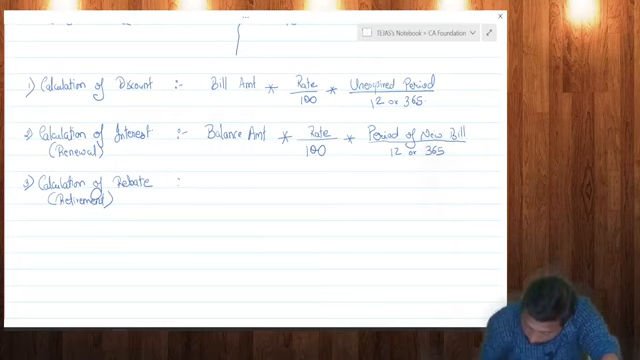 TEJAS's Notebook > CA Foundation
1) Calculation of Discount :- Bill Amt * Rate/100 * Unexpired Period/12 or 365
2) Calculation of Interest :- Balance Amt * Rate/100 * Period of New Bill/12 or 365
(Renewal)
3) Calculation of Rebate :
(Retirement)